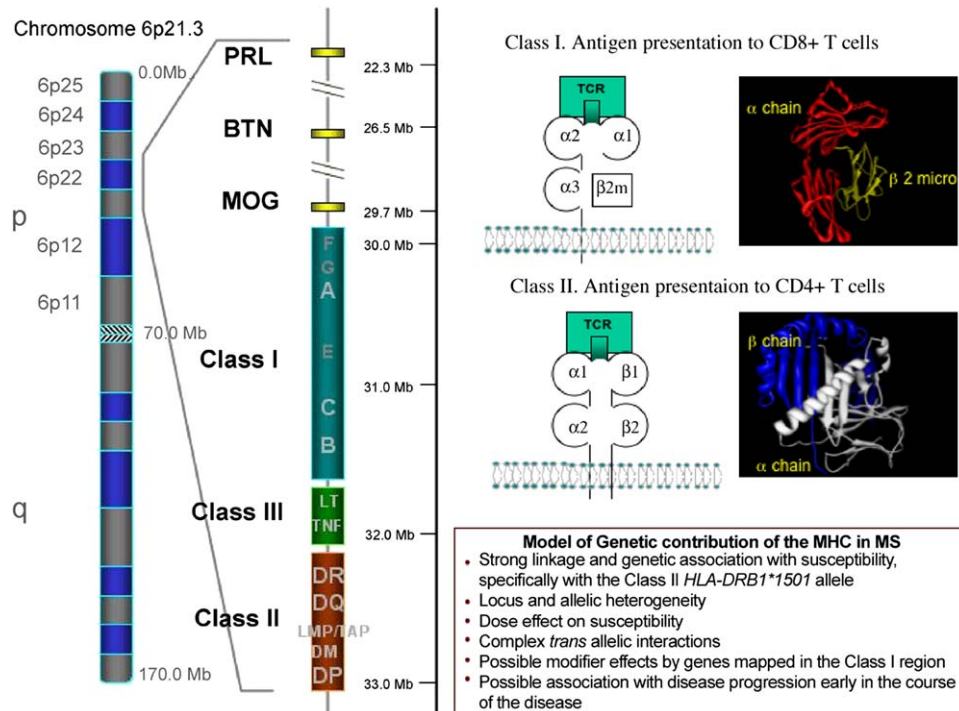 Chromosome 6p21.3
0.0Mb
6p25
6p24
6p23
6p22
p
6p12
6p11
70.0 Mb
q
170.0 Mb
PRL
BTN
MOG
Class I
Class III
Class II
F
G
A
E
C
B
LT
TNF
DR
DQ
LMP/TAP
DM
DP
22.3 Mb
26.5 Mb
29.7 Mb
30.0 Mb
31.0 Mb
32.0 Mb
33.0 Mb
Class I. Antigen presentation to CD8+ T cells
TCR
α2 α1
α3 β2m
α chain
β 2 micro
Class II. Antigen presentaion to CD4+ T cells
TCR
α1 β1
α2 β2
β chain
α chain
Model of Genetic contribution of the MHC in MS
• Strong linkage and genetic association with susceptibility,
specifically with the Class II HLA-DRB1*1501 allele
• Locus and allelic heterogeneity
• Dose effect on susceptibility
• Complex trans allelic interactions
• Possible modifier effects by genes mapped in the Class I region
• Possible association with disease progression early in the course
of the disease